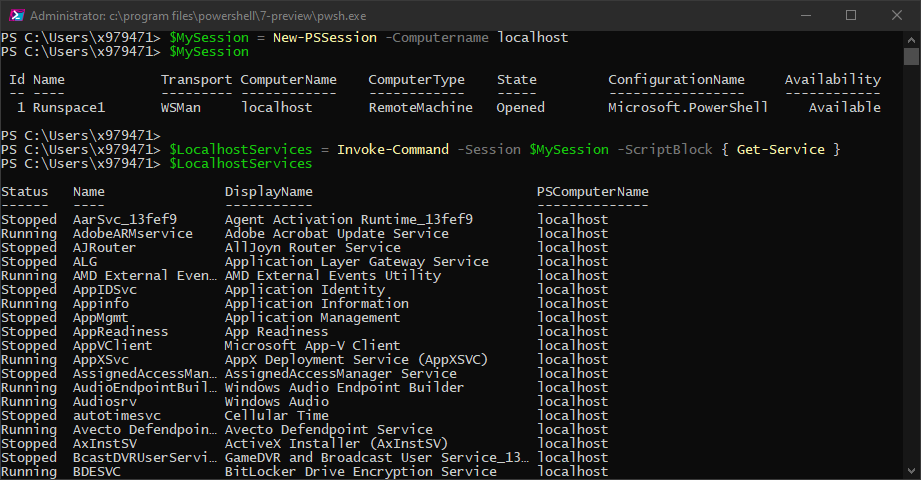 Administrator: c:\program files\powershell\7-preview\pwsh.exe
PS C:\Users\x979471> $MySession = New-PSSession -Computername localhost
PS C:\Users\x979471> $MySession
Id Name Transport ComputerName ComputerType State ConfigurationName Availability
-- ---- --------- ------------ ------------ ----- ----------------- ------------
1 Runspace1 WSMan localhost RemoteMachine Opened Microsoft.PowerShell Available
PS C:\Users\x979471>
PS C:\Users\x979471> $LocalhostServices = Invoke-Command -Session $MySession -ScriptBlock { Get-Service }
PS C:\Users\x979471> $LocalhostServices
Status Name DisplayName PSComputerName
------ ---- ----------- --------------
Stopped AarSvc_13fef9 Agent Activation Runtime_13fef9 localhost
Running AdobeARMservice Adobe Acrobat Update Service localhost
Stopped AJRouter AllJoyn Router Service localhost
Stopped ALG Application Layer Gateway Service localhost
Running AMD External Even… AMD External Events Utility localhost
Stopped AppIDSvc Application Identity localhost
Running Appinfo Application Information localhost
Stopped AppMgmt Application Management localhost
Stopped AppReadiness App Readiness localhost
Stopped AppVClient Microsoft App-V Client localhost
Running AppXSvc AppX Deployment Service (AppXSVC) localhost
Stopped AssignedAccessMan… AssignedAccessManager Service localhost
Running AudioEndpointBuil… Windows Audio Endpoint Builder localhost
Running Audiosrv Windows Audio localhost
Stopped autotimesvc Cellular Time localhost
Running Avecto Defendpoin… Avecto Defendpoint Service localhost
Stopped AxInstSV ActiveX Installer (AxInstSV) localhost
Stopped BcastDVRUserServi… GameDVR and Broadcast User Service_13… localhost
Running BDESVC BitLocker Drive Encryption Service localhost